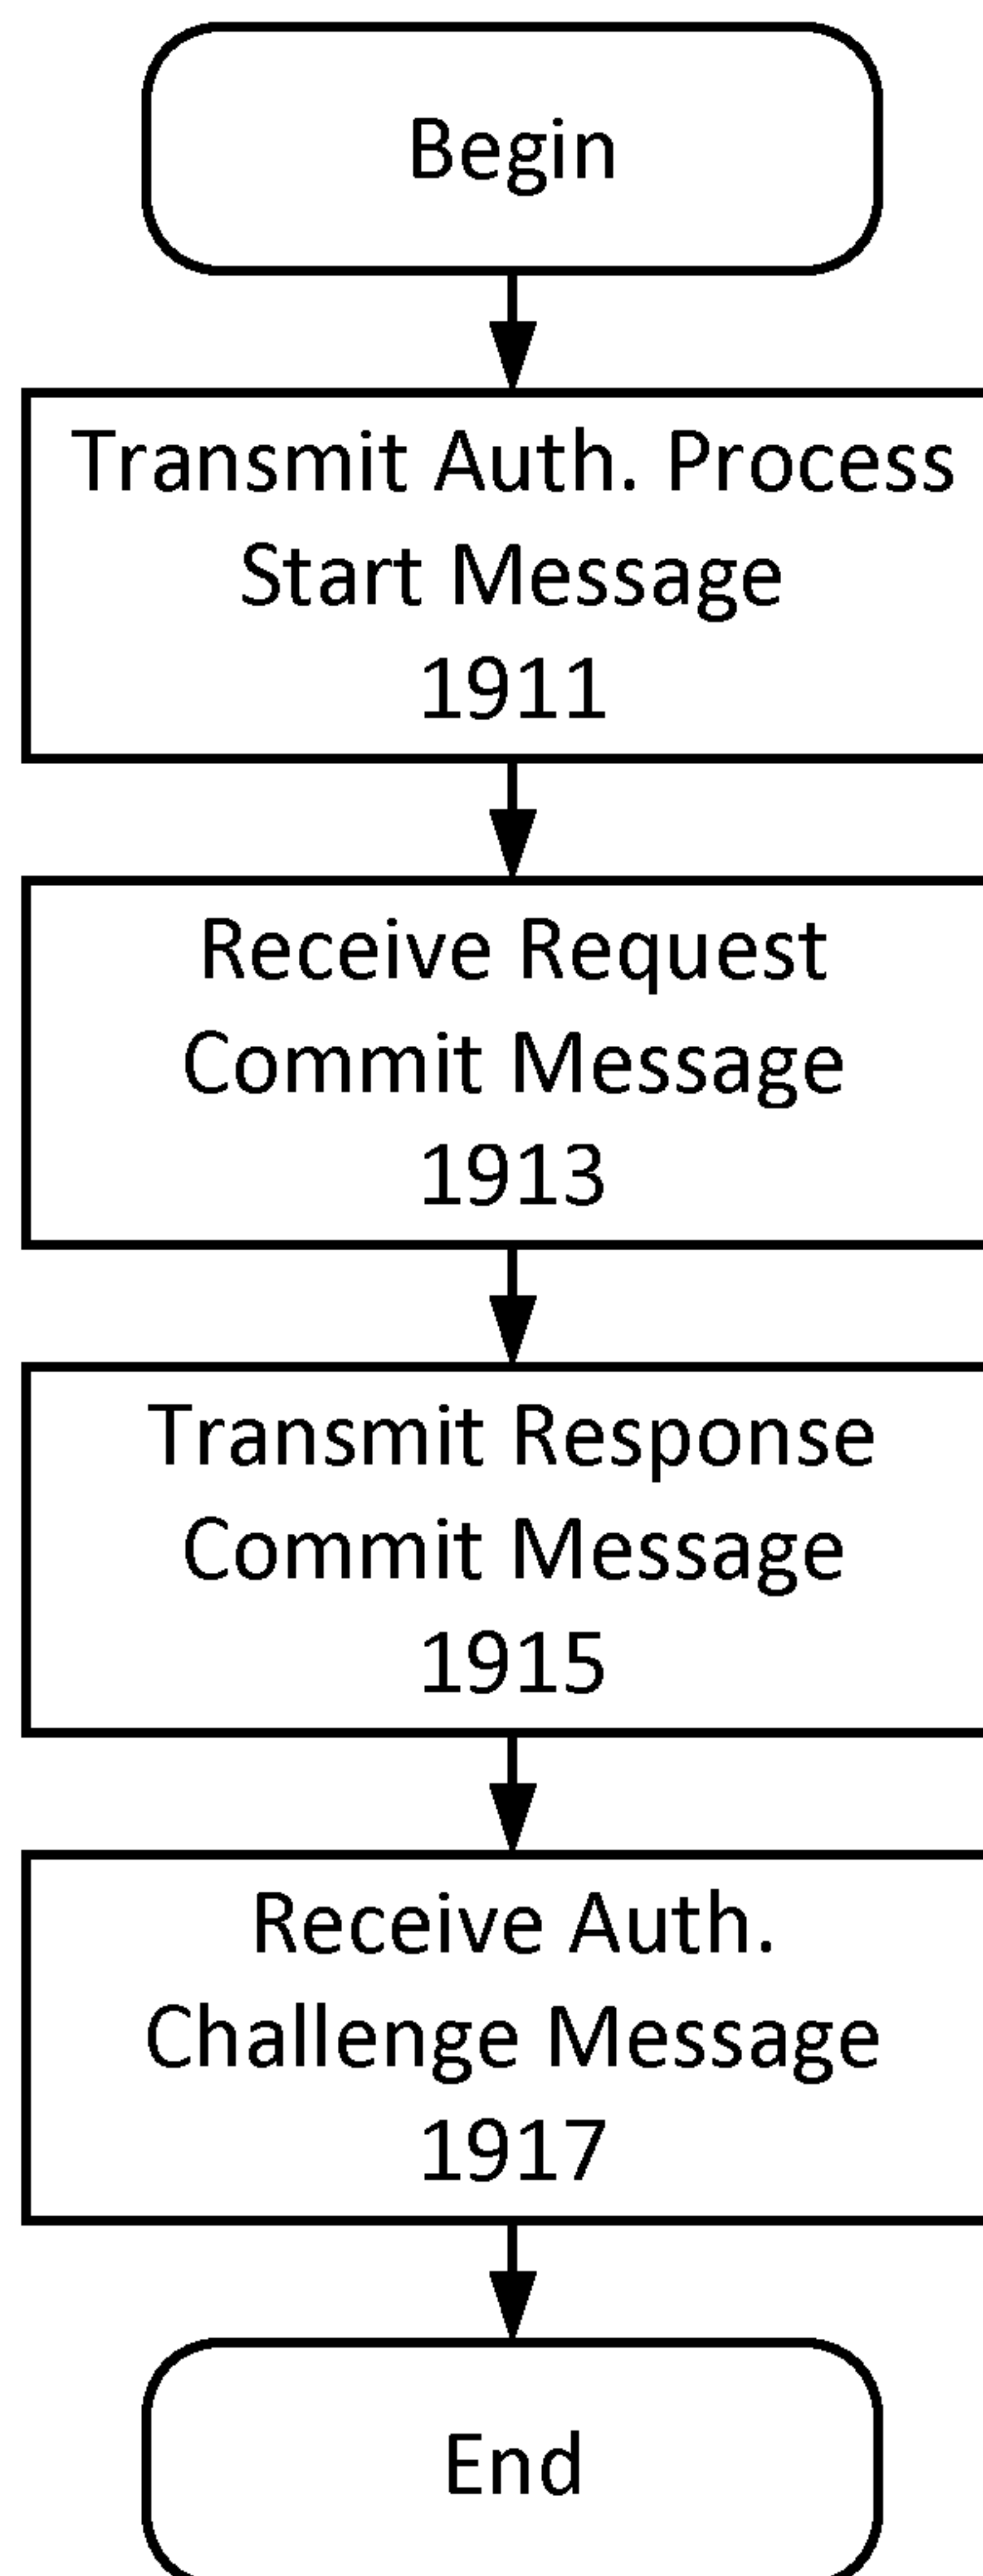 Begin
Transmit Auth. Process
Start Message
1911
Receive Request
Commit Message
1913
Transmit Response
Commit Message
1915
Receive Auth.
Challenge Message
1917
End